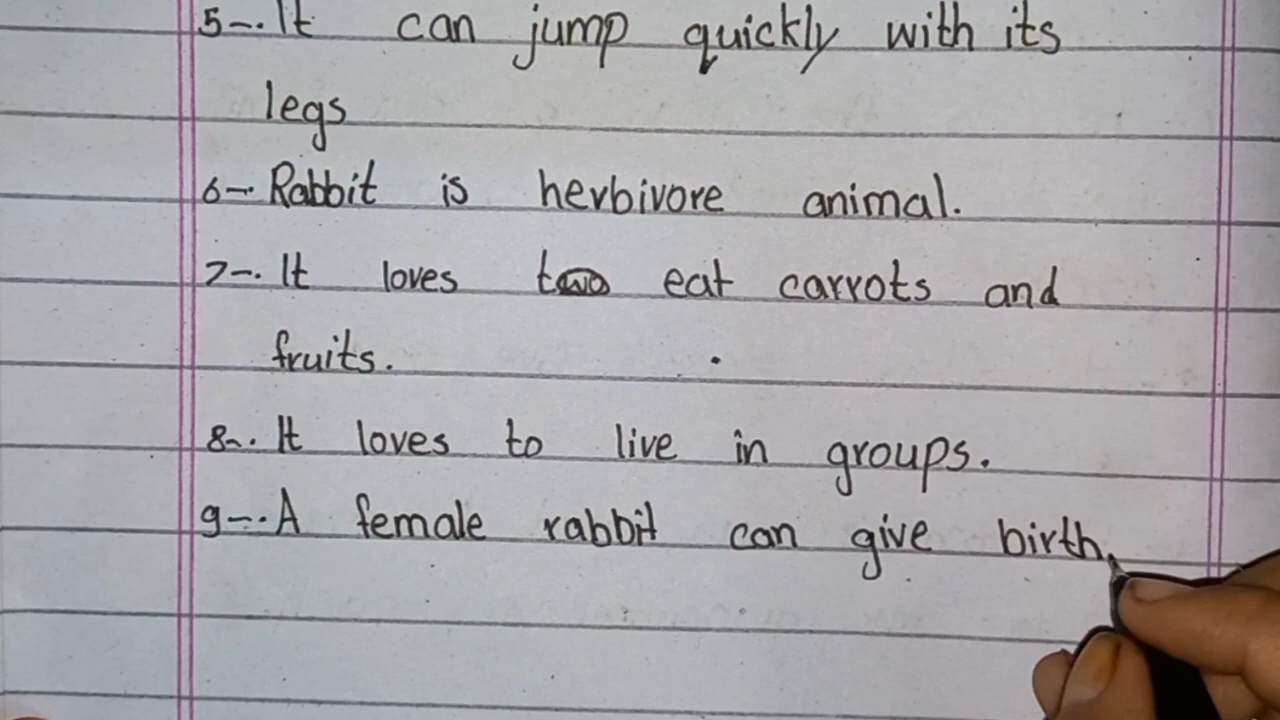 5-. It can jump quickly with its
legs
6-. Rabbit is herbivore animal.
7-. It loves to eat carrots and
fruits.
8-. It loves to live in groups.
9-. A female rabbit can give birth